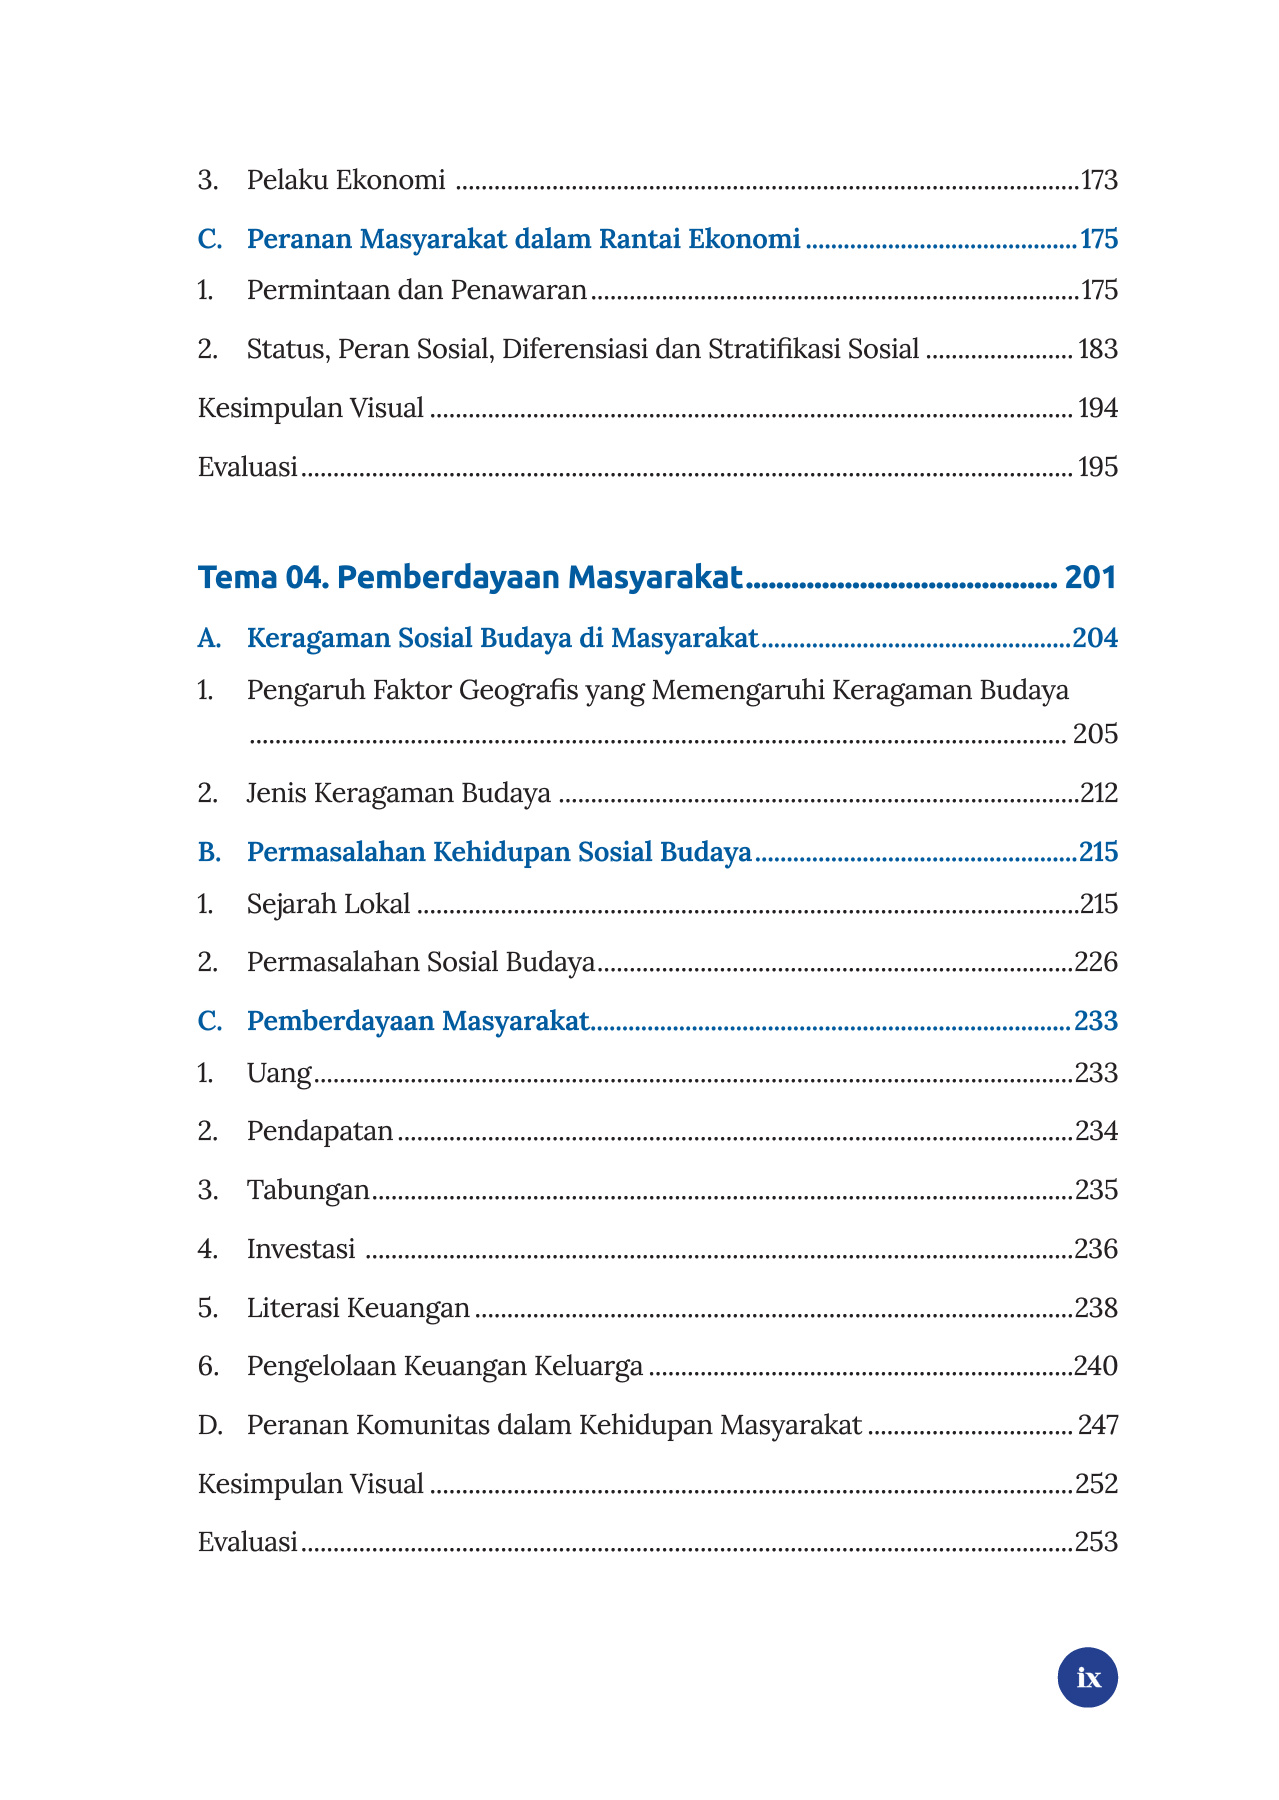 3. Pelaku Ekonomi ........................................................................................173
C. Peranan Masyarakat dalam Rantai Ekonomi ..........................................175
1. Permintaan dan Penawaran ....................................................................175
2. Status, Peran Sosial, Diferensiasi dan Stratifikasi Sosial ....................... 183
Kesimpulan Visual ................................................................................. 194
Evaluasi ................................................................................................ 195
Tema 04. Pemberdayaan Masyarakat ........................................ 201
A. Keragaman Sosial Budaya di Masyarakat ................................................204
1. Pengaruh Faktor Geografis yang Memengaruhi Keragaman Budaya
................................................................................................ 205
2. Jenis Keragaman Budaya ........................................................................212
B. Permasalahan Kehidupan Sosial Budaya ..................................................215
1. Sejarah Lokal ........................................................................................215
2. Permasalahan Sosial Budaya ..................................................................226
C. Pemberdayaan Masyarakat ....................................................................233
1. Uang ....................................................................................................233
2. Pendapatan ..........................................................................................234
3. Tabungan .............................................................................................235
4. Investasi ..............................................................................................236
5. Literasi Keuangan .................................................................................238
6. Pengelolaan Keuangan Keluarga .............................................................240
D. Peranan Komunitas dalam Kehidupan Masyarakat ................................ 247
Kesimpulan Visual .................................................................................252
Evaluasi ................................................................................................253
ix